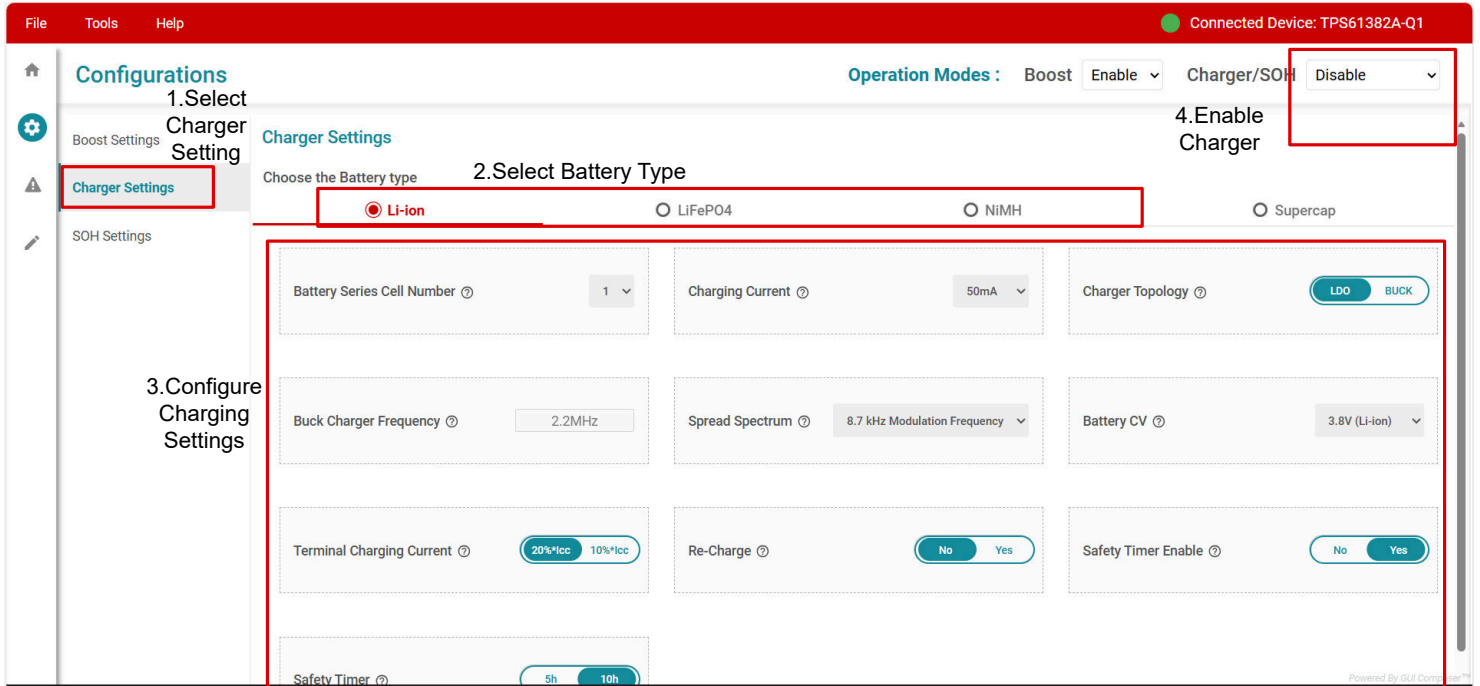 File Tools Help Connected Device: TPS61382A-Q1
Configurations Operation Modes : Boost Enable Charger/SOH Disable
1.Select
Charger
Setting
4.Enable
Charger
Boost Settings
Charger Settings
SOH Settings
Charger Settings
Choose the Battery type
2.Select Battery Type
Li-ion LiFePO4 NiMH Supercap
3.Configure
Charging
Settings
Battery Series Cell Number 1 Charging Current 50mA Charger Topology LDO BUCK
Buck Charger Frequency 2.2MHz Spread Spectrum 8.7 kHz Modulation Frequency Battery CV 3.8V (Li-ion)
Terminal Charging Current 20%*Icc 10%*Icc Re-Charge No Yes Safety Timer Enable No Yes
Safety Timer 5h 10h
Powered By GUI Composer™